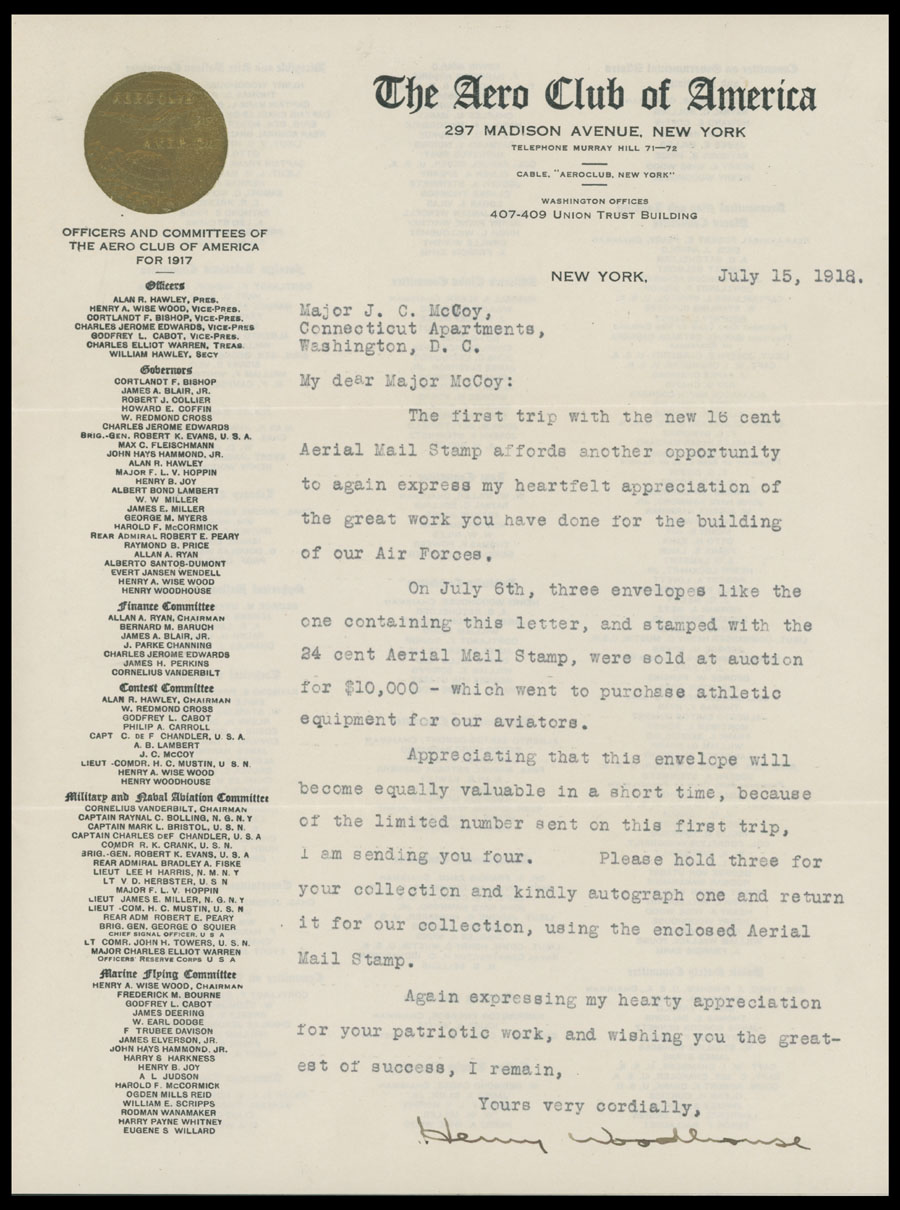 The Aero Club of America
297 MADISON AVENUE, NEW YORK
TELEPHONE MURRAY HILL 71—72
CABLE, "AEROCLUB, NEW YORK"
WASHINGTON OFFICES
407-409 UNION TRUST BUILDING
OFFICERS AND COMMITTEES OF
THE AERO CLUB OF AMERICA
FOR 1917
Officers
ALAN R. HAWLEY, PRES.
HENRY A. WISE WOOD, VICE-PRES.
CORTLANDT F. BISHOP, VICE-PRES.
CHARLES JEROME EDWARDS, VICE-PRES
GODFREY L. CABOT, VICE-PRES.
CHARLES ELLIOT WARREN, TREAS.
WILLIAM HAWLEY, SECY
Governors
CORTLANDT F. BISHOP
JAMES A. BLAIR, JR.
ROBERT J. COLLIER
HOWARD E. COFFIN
W. REDMOND CROSS
CHARLES JEROME EDWARDS
BRIG.-GEN. ROBERT K. EVANS, U. S. A.
MAX C. FLEISCHMANN
JOHN HAYS HAMMOND, JR.
ALAN R. HAWLEY
MAJOR F. L. V. HOPPIN
HENRY B. JOY
ALBERT BOND LAMBERT
W. W MILLER
JAMES E. MILLER
GEORGE M. MYERS
HAROLD F. McCORMICK
REAR ADMIRAL ROBERT E. PEARY
RAYMOND B. PRICE
ALLAN A. RYAN
ALBERTO SANTOS-DUMONT
EVERT JANSEN WENDELL
HENRY A. WISE WOOD
HENRY WOODHOUSE
Finance Committee
ALLAN A. RYAN, CHAIRMAN
BERNARD M. BARUCH
JAMES A. BLAIR, JR.
J. PARKE CHANNING
CHARLES JEROME EDWARDS
JAMES H. PERKINS
CORNELIUS VANDERBILT
Contest Committee
ALAN R. HAWLEY, CHAIRMAN
W. REDMOND CROSS
GODFREY L. CABOT
PHILIP A. CARROLL
CAPT C. DE F CHANDLER, U. S. A.
A. B. LAMBERT
J. C. McCOY
LIEUT -COMDR. H. C. MUSTIN, U S N.
HENRY A. WISE WOOD
HENRY WOODHOUSE
Military and Naval Aviation Committee
CORNELIUS VANDERBILT, CHAIRMAN
CAPTAIN RAYNAL C. BOLLING, N. G. N. Y
CAPTAIN MARK L. BRISTOL, U. S. N.
CAPTAIN CHARLES DEF CHANDLER, U. S. A
COMDR R. K. CRANK, U. S. N.
BRIG.-GEN. ROBERT K. EVANS, U. S. A
REAR ADMIRAL BRADLEY A. FISKE
LIEUT LEE H HARRIS, N. M. N. Y
LT V D. HERBSTER, U. S N
MAJOR F. L. V. HOPPIN
LIEUT JAMES E. MILLER, N. G. N. Y
LIEUT -COM. H. C. MUSTIN, U. S. N
REAR ADM ROBERT E. PEARY
BRIG. GEN. GEORGE O SQUIER
CHIEF SIGNAL OFFICER, U S A
LT COMR. JOHN H. TOWERS, U. S. N.
MAJOR CHARLES ELLIOT WARREN
OFFICERS' RESERVE CORPS U S A
Marine Flying Committee
HENRY A. WISE WOOD, CHAIRMAN
FREDERICK M. BOURNE
GODFREY L. CABOT
JAMES DEERING
W. EARL DODGE
F TRUBEE DAVISON
JAMES ELVERSON, JR.
JOHN HAYS HAMMOND, JR.
HARRY S HARKNESS
HENRY B. JOY
A L JUDSON
HAROLD F. McCORMICK
OGDEN MILLS REID
WILLIAM E. SCRIPPS
RODMAN WANAMAKER
HARRY PAYNE WHITNEY
EUGENE S WILLARD
NEW YORK, July 15, 1918.
Major J. C. McCoy,
Connecticut Apartments,
Washington, D. C.
My dear Major McCoy:
The first trip with the new 16 cent
Aerial Mail Stamp affords another opportunity
to again express my heartfelt appreciation of
the great work you have done for the building
of our Air Forces.
On July 6th, three envelopes like the
one containing this letter, and stamped with the
24 cent Aerial Mail Stamp, were sold at auction
for $10,000 - which went to purchase athletic
equipment for our aviators.
Appreciating that this envelope will
become equally valuable in a short time, because
of the limited number sent on this first trip,
I am sending you four. Please hold three for
your collection and kindly autograph one and return
it for our collection, using the enclosed Aerial
Mail Stamp.
Again expressing my hearty appreciation
for your patriotic work, and wishing you the great-
est of success, I remain,
Yours very cordially,
Henry Woodhouse